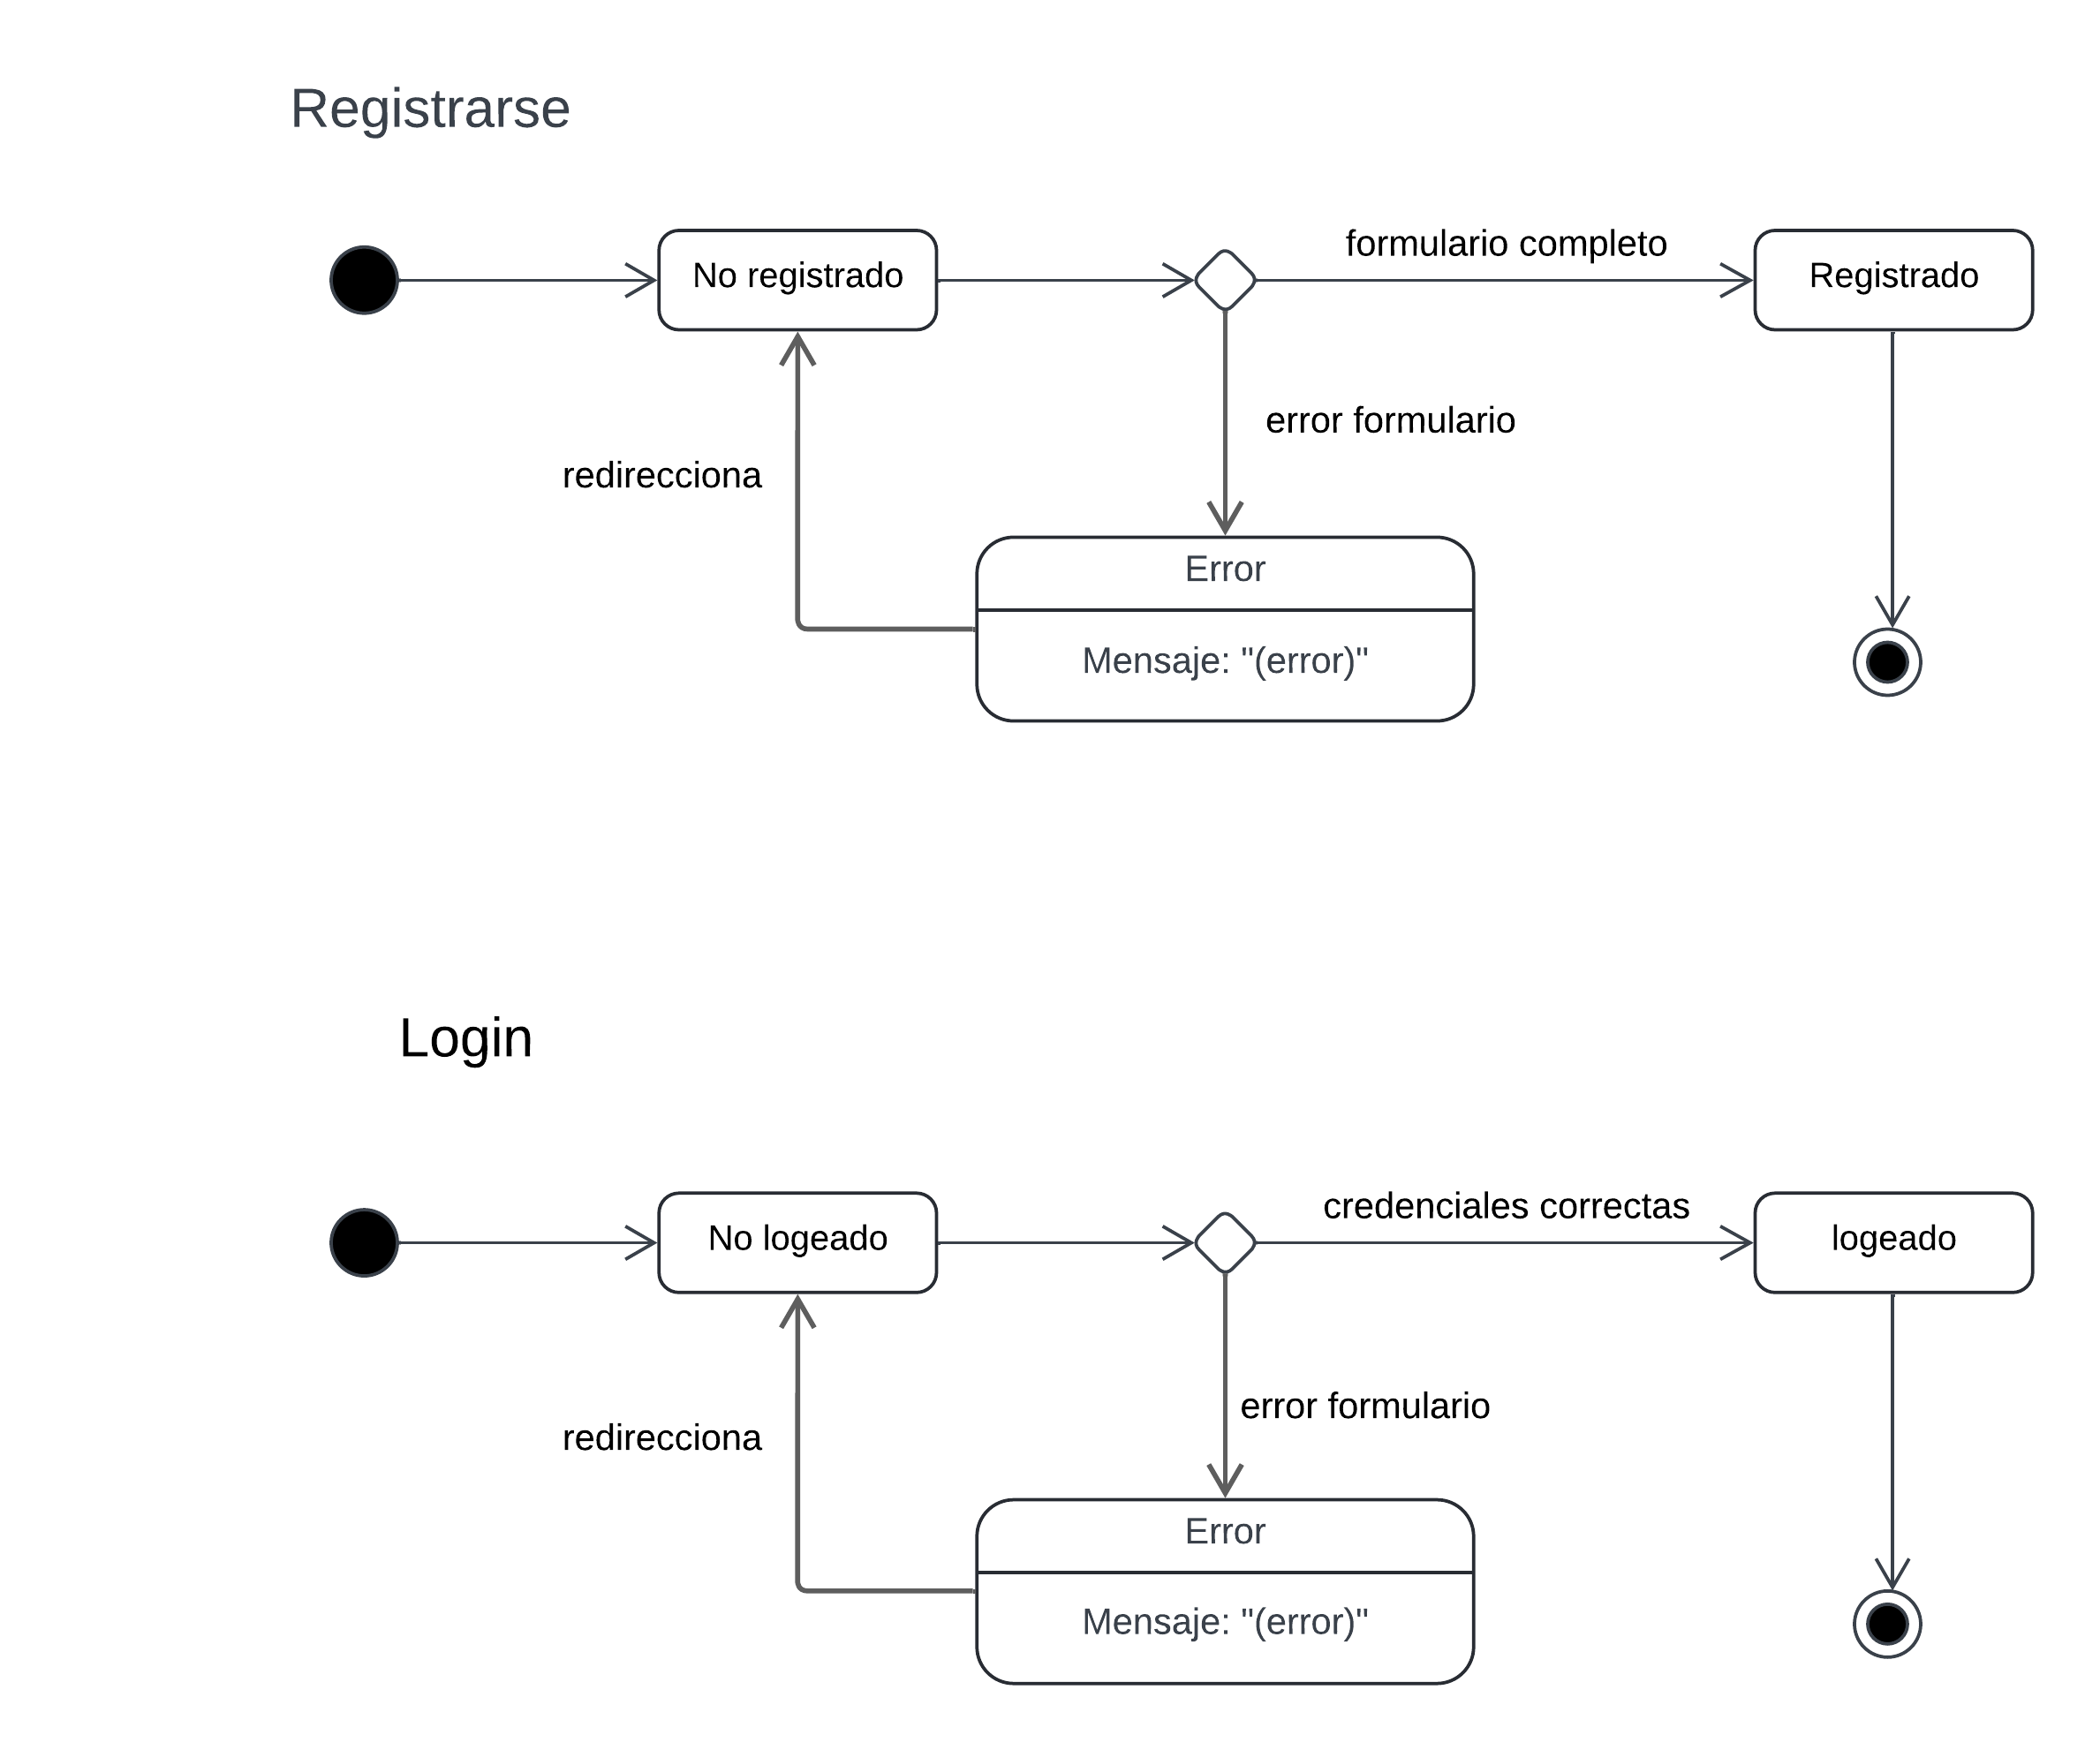 Registrarse
formulario completo
No registrado
Registrado
error formulario
redirecciona
Error
Mensaje: "(error)"
Login
credenciales correctas
No logeado
logeado
error formulario
redirecciona
Error
Mensaje: "(error)"